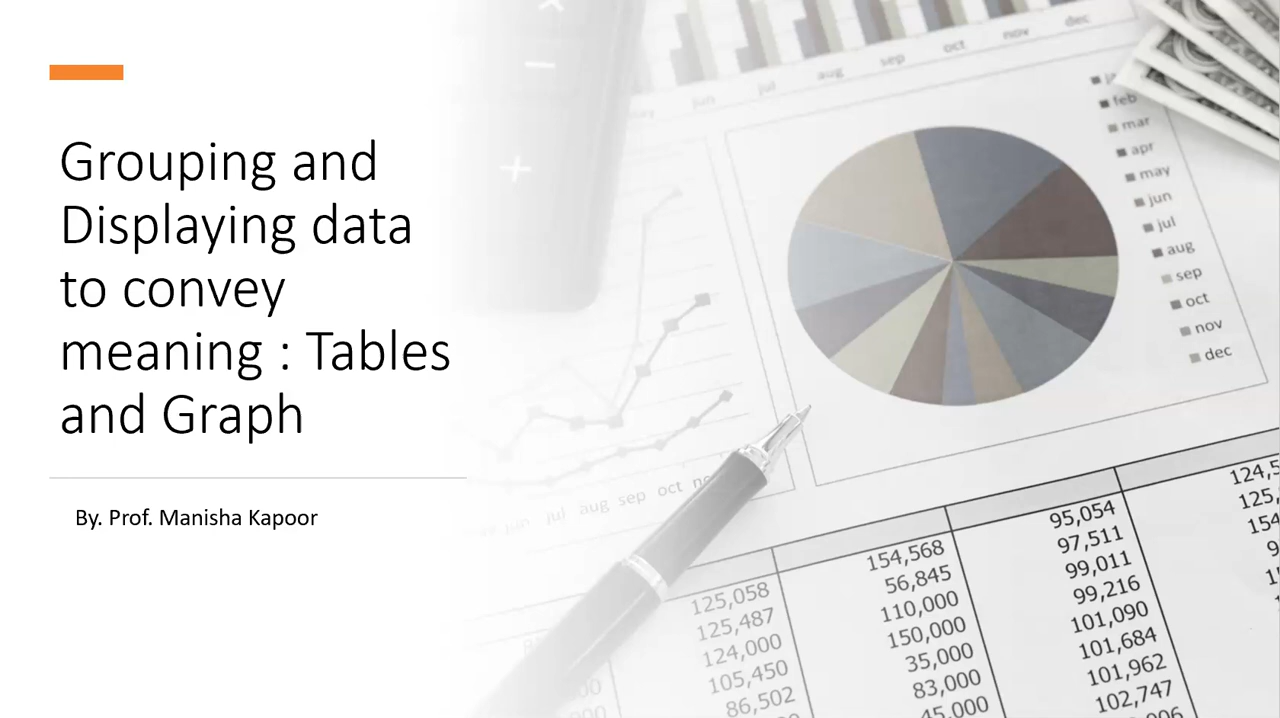 Grouping and
Displaying data
to convey
meaning : Tables
and Graph
By. Prof. Manisha Kapoor
jun jul aug sep oct nov dec
feb
mar
apr
may
jun
jul
aug
sep
oct
nov
dec
jul aug sep oct
125,058
125,487
124,000
105,450
86,502
154,568
56,845
110,000
150,000
35,000
83,000
45,000
95,054
97,511
99,011
99,216
101,090
101,684
101,962
102,747